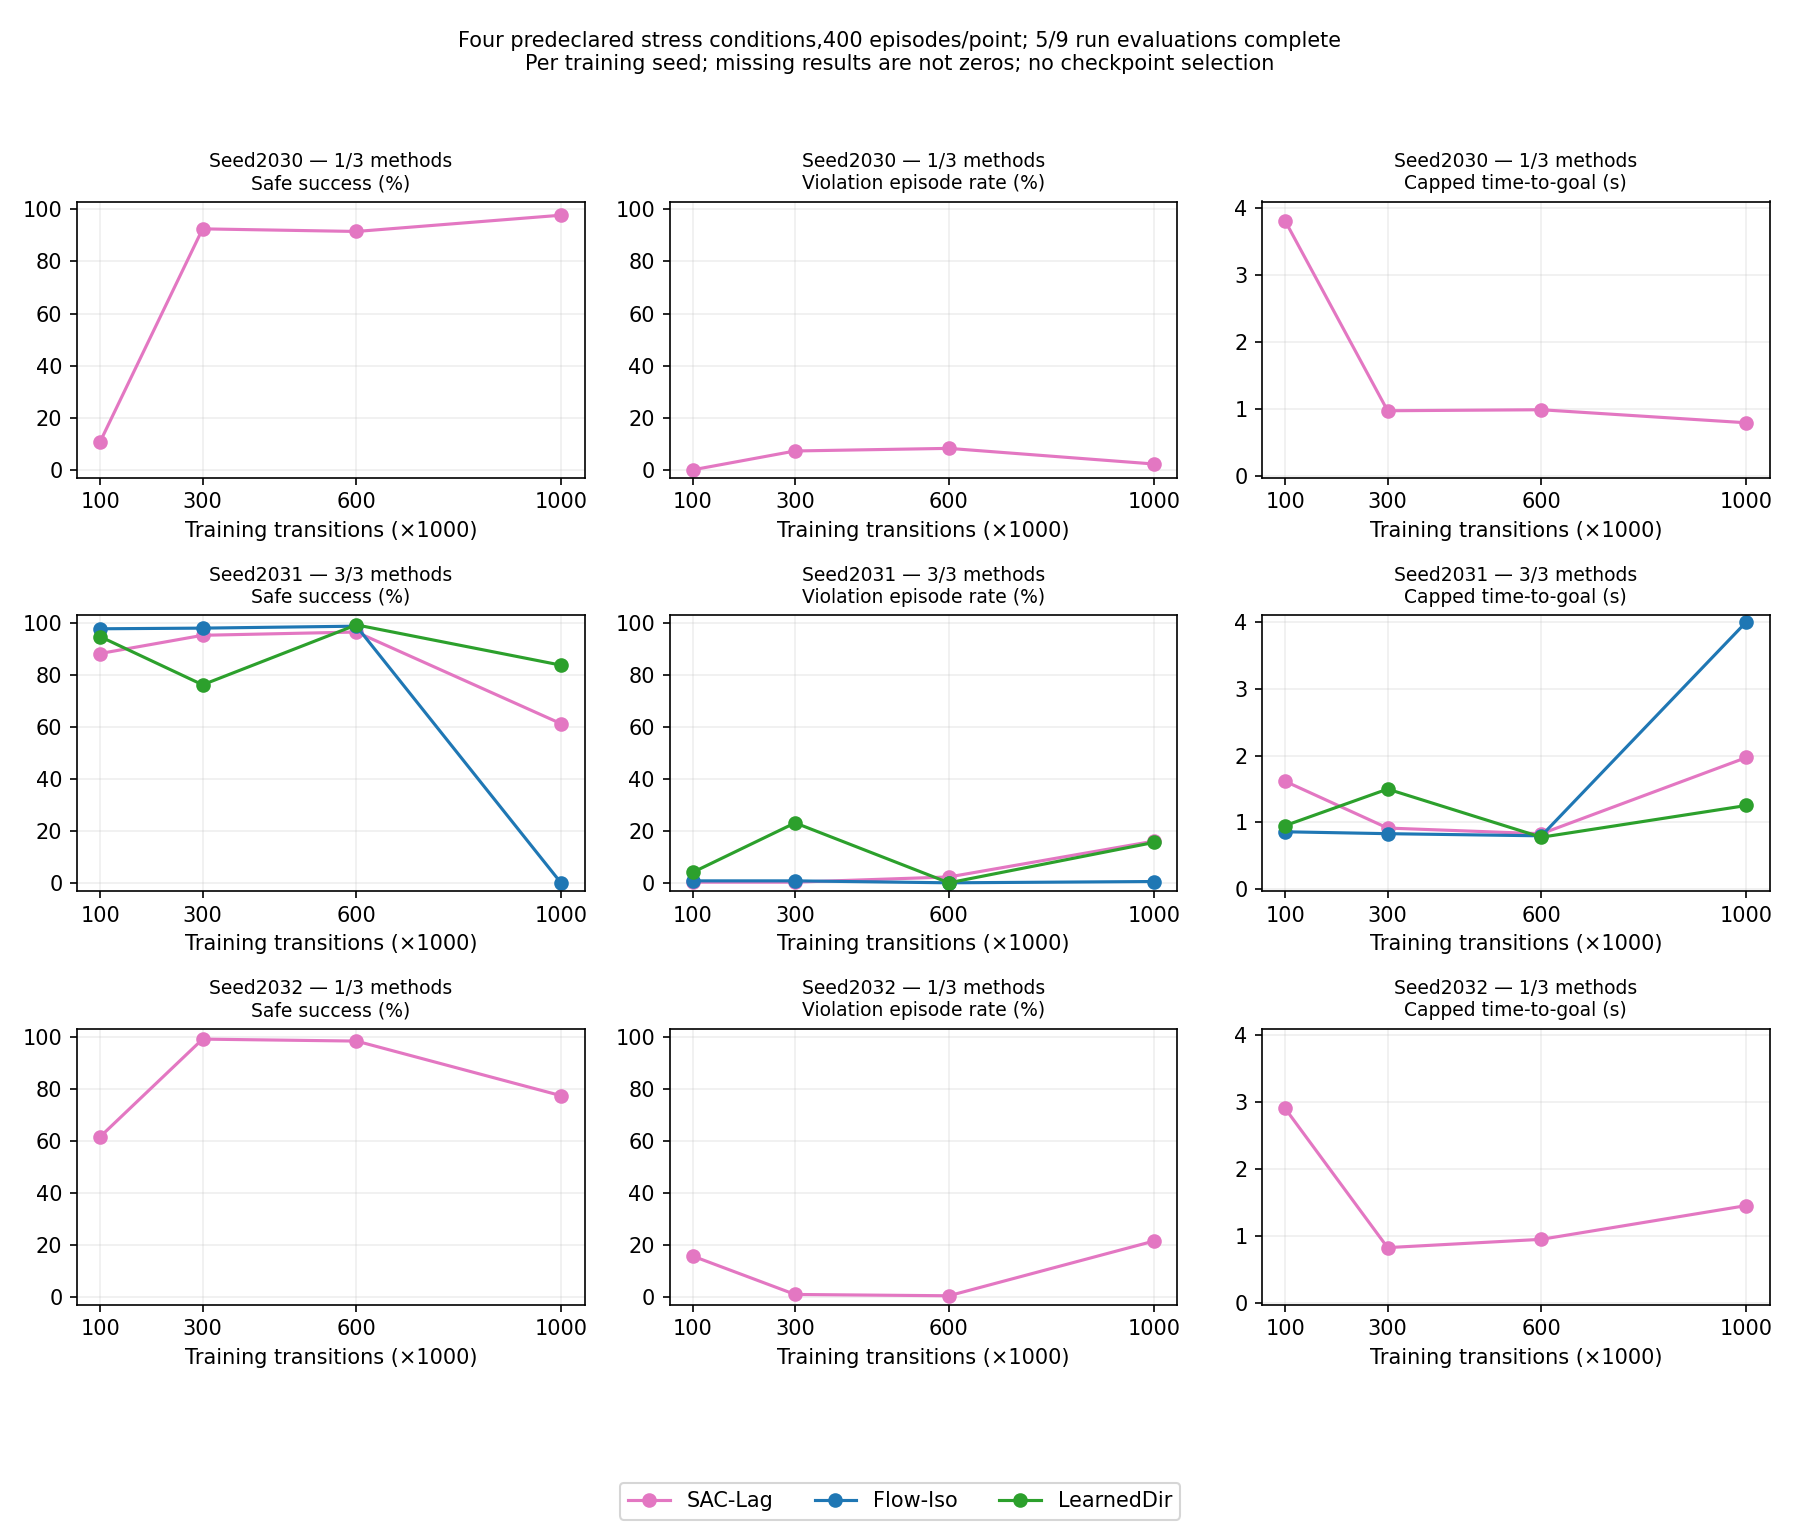 Four predeclared stress conditions,400 episodes/point; 5/9 run evaluations complete
Per training seed; missing results are not zeros; no checkpoint selection
Seed2030 — 1/3 methods
Safe success (%)
100
80
60
40
20
0
100 300 600 1000
Training transitions (×1000)
Seed2030 — 1/3 methods
Violation episode rate (%)
100
80
60
40
20
0
100 300 600 1000
Training transitions (×1000)
Seed2030 — 1/3 methods
Capped time-to-goal (s)
4
3
2
1
0
100 300 600 1000
Training transitions (×1000)
Seed2031 — 3/3 methods
Safe success (%)
100
80
60
40
20
0
100 300 600 1000
Training transitions (×1000)
Seed2031 — 3/3 methods
Violation episode rate (%)
100
80
60
40
20
0
100 300 600 1000
Training transitions (×1000)
Seed2031 — 3/3 methods
Capped time-to-goal (s)
4
3
2
1
0
100 300 600 1000
Training transitions (×1000)
Seed2032 — 1/3 methods
Safe success (%)
100
80
60
40
20
0
100 300 600 1000
Training transitions (×1000)
Seed2032 — 1/3 methods
Violation episode rate (%)
100
80
60
40
20
0
100 300 600 1000
Training transitions (×1000)
Seed2032 — 1/3 methods
Capped time-to-goal (s)
4
3
2
1
0
100 300 600 1000
Training transitions (×1000)
SAC-Lag Flow-Iso LearnedDir